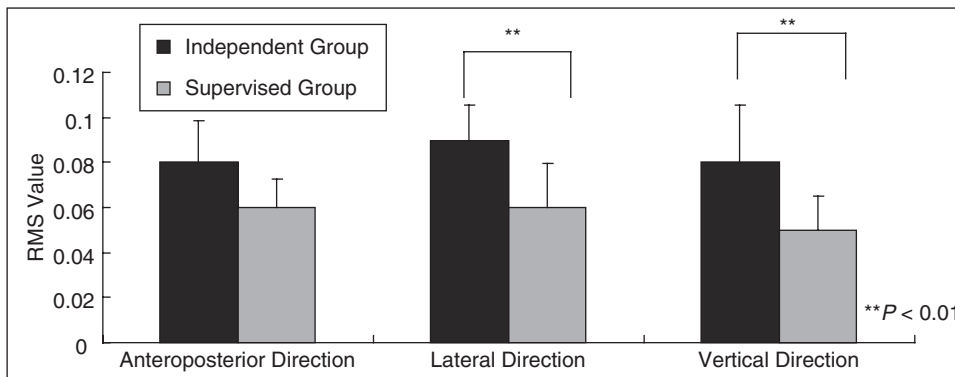 Independent Group
Supervised Group
**
**
0.12
0.1
0.08
0.06
0.04
0.02
0
RMS Value
**P < 0.01
Anteroposterior Direction
Lateral Direction
Vertical Direction